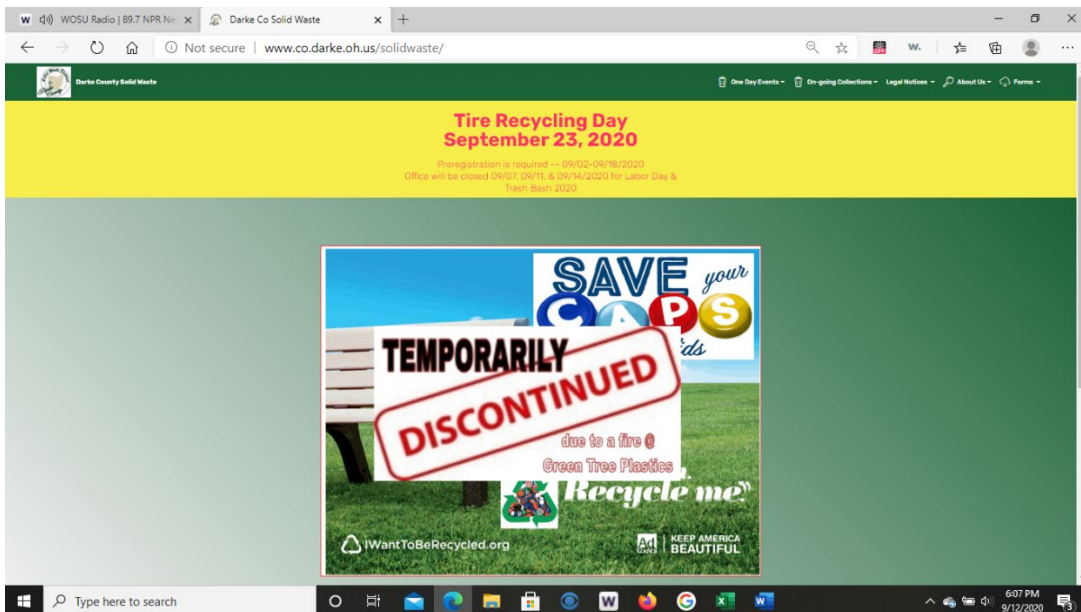 WOSU Radio | 89.7 NPR Ne
Darke Co Solid Waste
Not secure | www.co.darke.oh.us/solidwaste/
OFF
W.
Darke County Solid Waste
One Day Events
On-going Collections
Legal Notices
About Us
Forms
Tire Recycling Day
September 23, 2020
Preregistration is required -- 09/02-09/18/2020
Office will be closed 09/07, 09/11, & 09/14/2020 for Labor Day &
Trash Bash 2020
SAVE your
CAPS
ids
TEMPORARILY
DISCONTINUED
due to a fire @
Green Tree Plastics
Recycle me."
IWantToBeRecycled.org
Ad
KEEP AMERICA
BEAUTIFUL
Type here to search
6:07 PM
9/12/2020